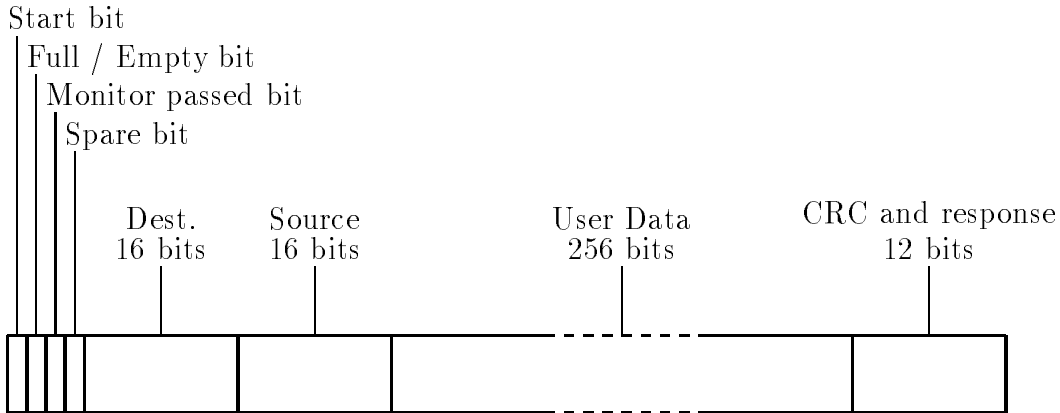 Start bit
Full / Empty bit
Monitor passed bit
Spare bit
Dest.
16 bits
Source
16 bits
User Data
256 bits
CRC and response
12 bits